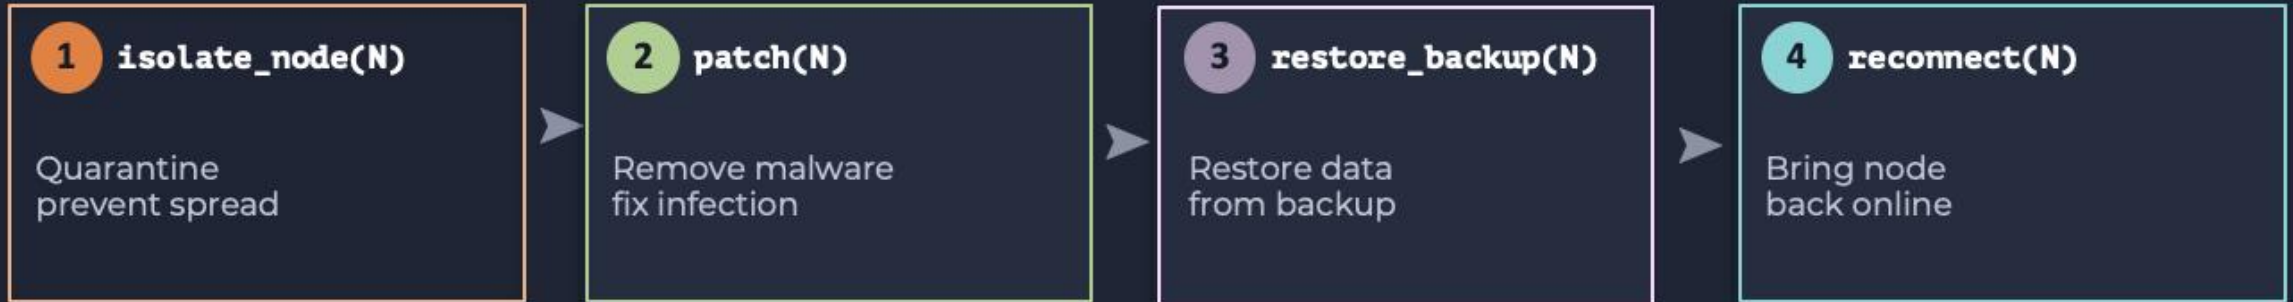 1 isolate_node(N)
Quarantine
prevent spread
2 patch(N)
Remove malware
fix infection
3 restore_backup(N)
Restore data
from backup
4 reconnect(N)
Bring node
back online